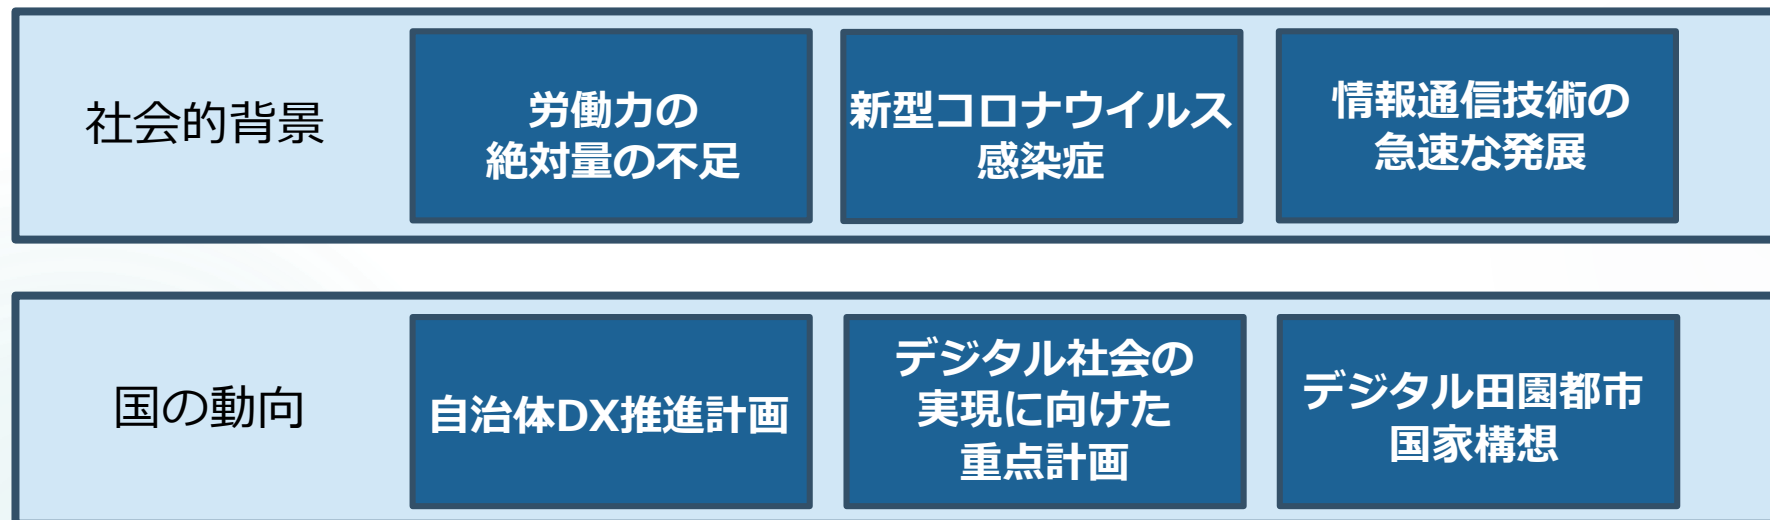 社会的背景
労働力の
絶対量の不足
新型コロナウイルス
感染症
情報通信技術の
急速な発展
国の動向
自治体DX推進計画
デジタル社会の
実現に向けた
重点計画
デジタル田園都市
国家構想